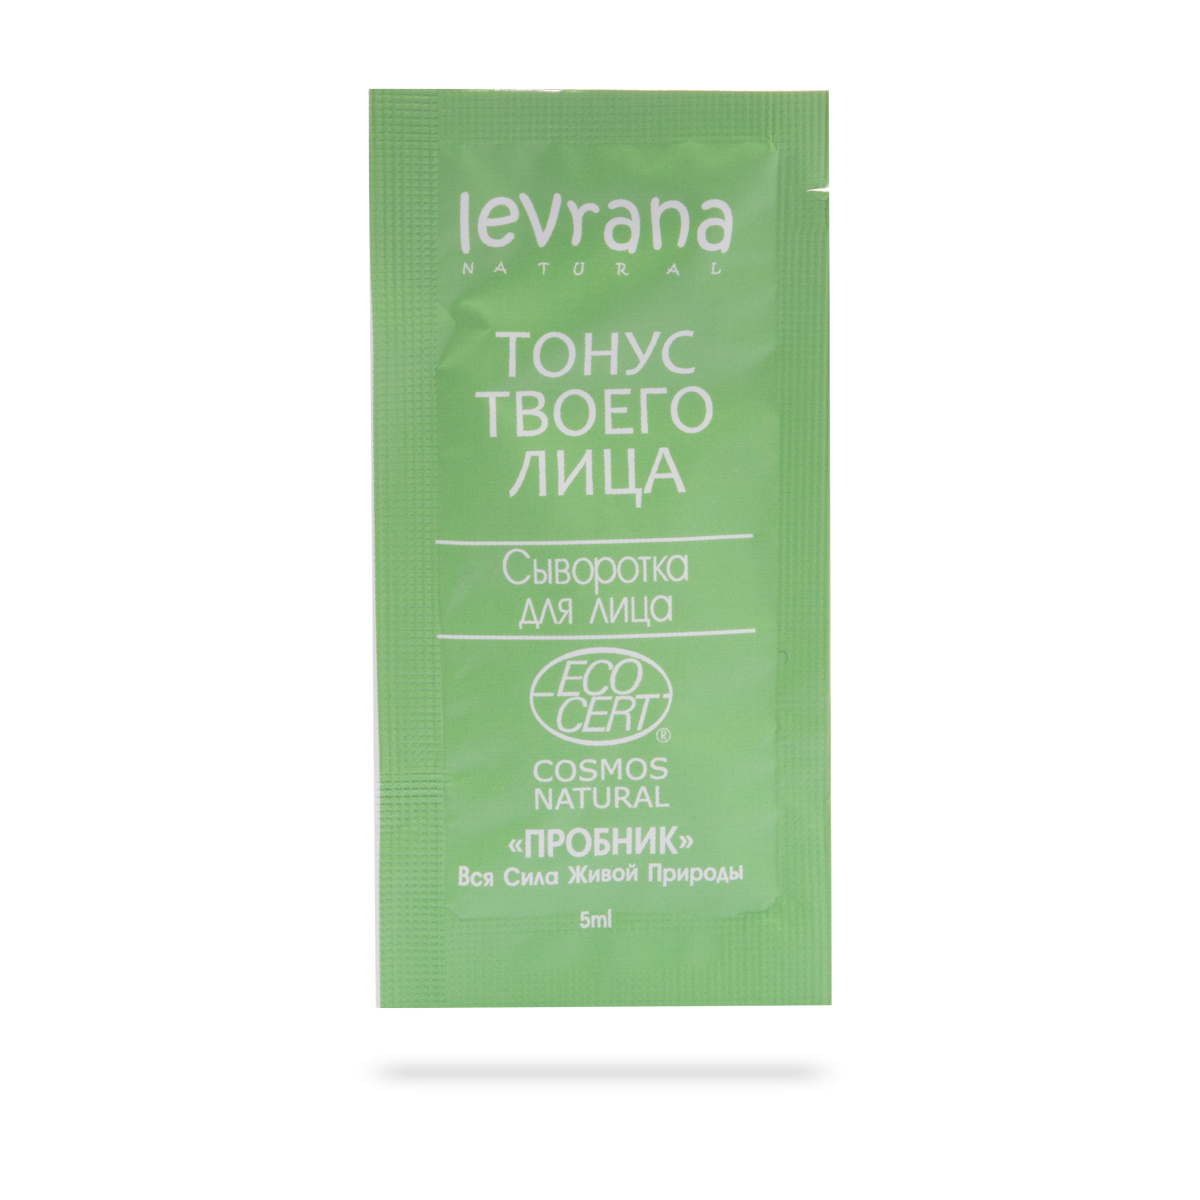 levrana
NATURAL
ТОНУС
ТВОЕГО
ЛИЦА
Сыворотка
для лица
ECO
CERT®
COSMOS
NATURAL
«ПРОБНИК»
Вся Сила Живой Природы
5ml